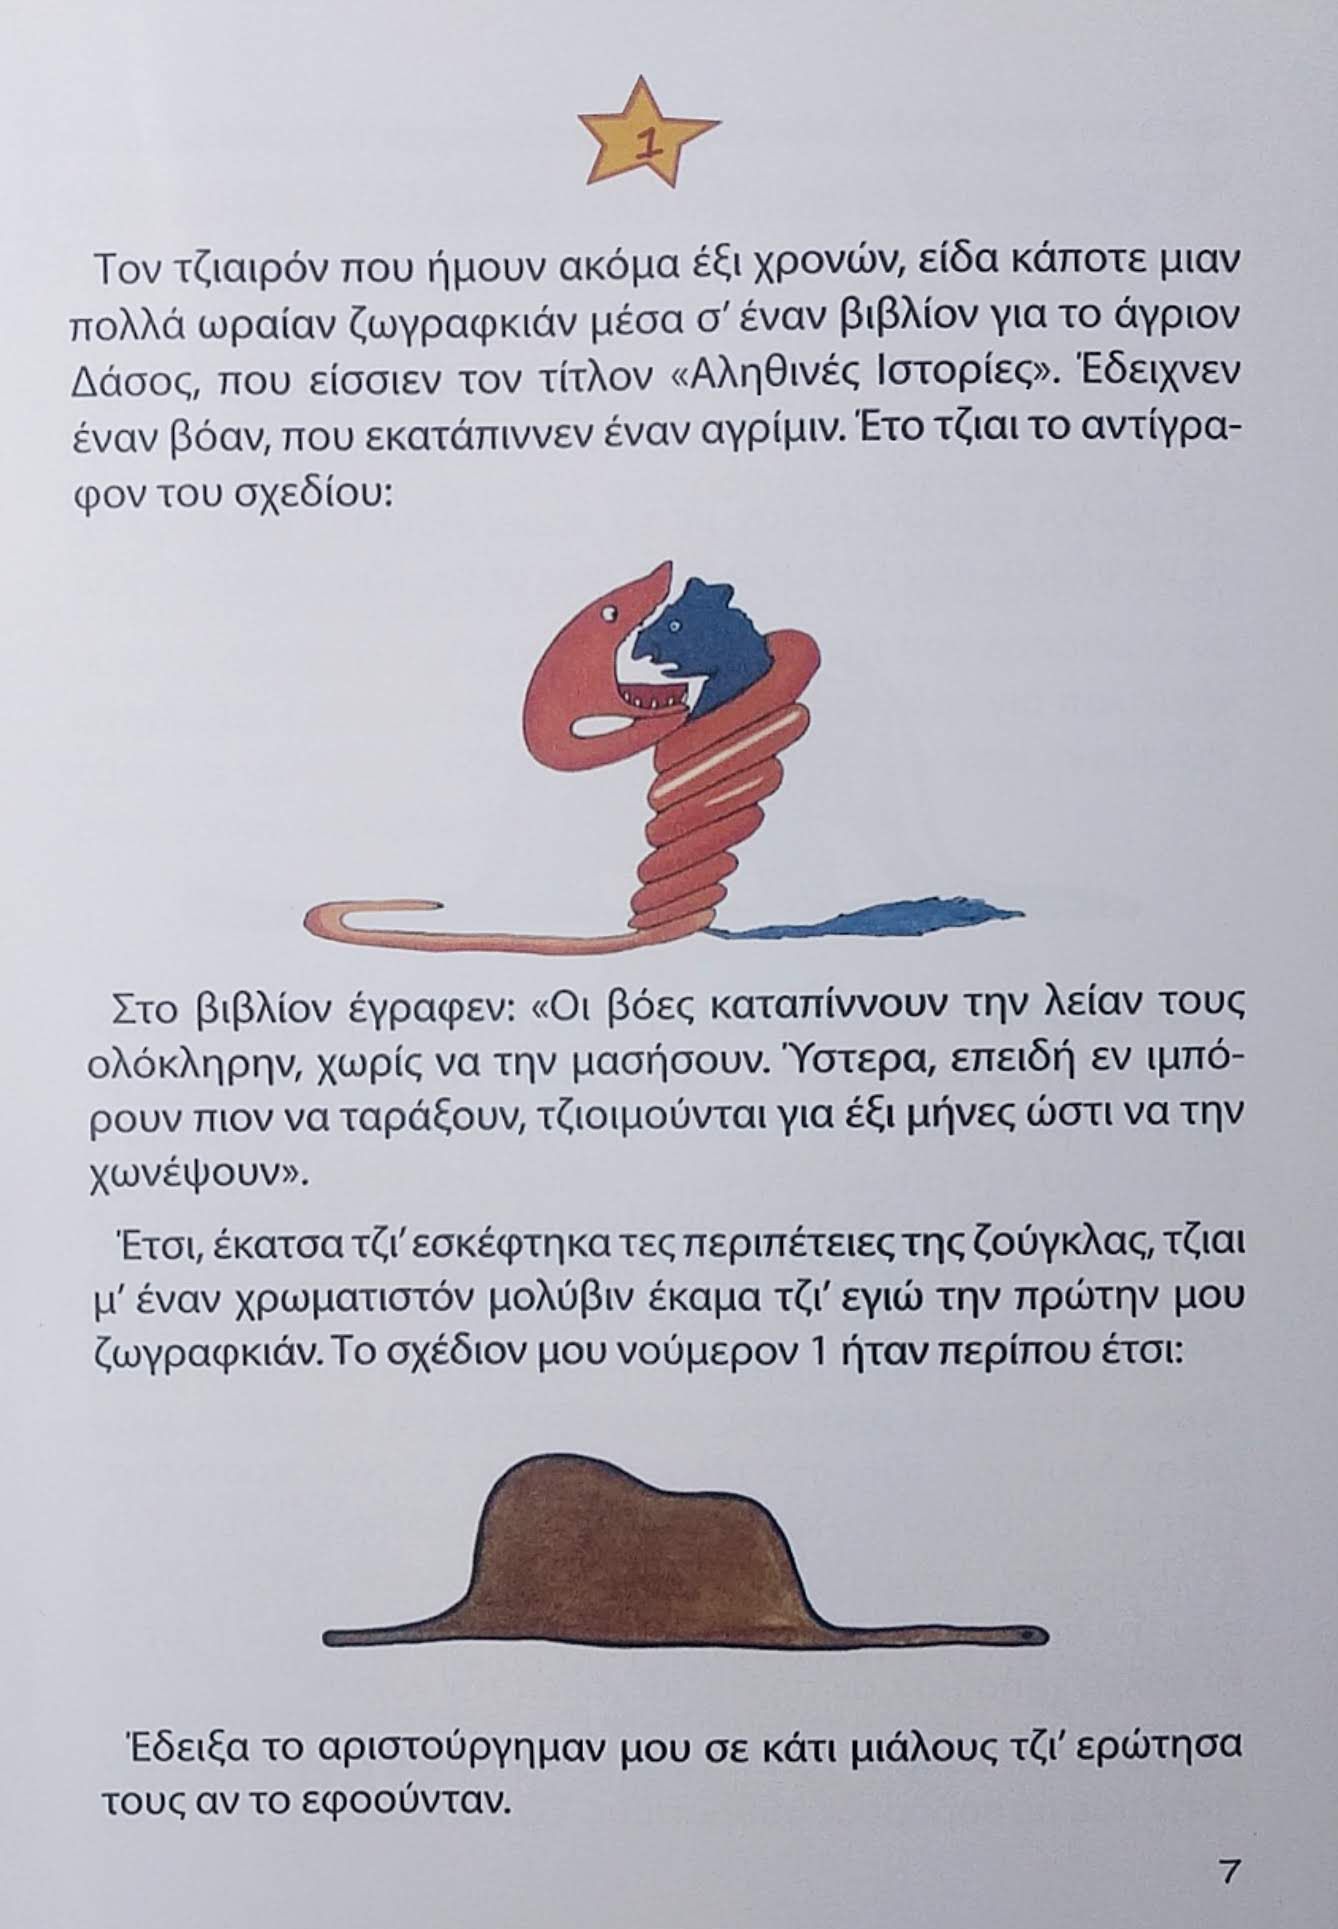 1
Τον τζιαιρόν που ήμουν ακόμα έξι χρονών, είδα κάποτε μιαν
πολλά ωραίαν ζωγραφκιάν μέσα σ’ έναν βιβλίον για το άγριον
Δάσος, που είσσιεν τον τίτλον «Αληθινές Ιστορίες». Έδειχνεν
έναν βόαν, που εκατάπιννεν έναν αγρίμιν. Έτο τζιαι το αντίγρα-
φον του σχεδίου:
Στο βιβλίον έγραφεν: «Οι βόες καταπίννουν την λείαν τους
ολόκληρην, χωρίς να την μασήσουν. Ύστερα, επειδή εν ιμπό-
ρουν πιον να ταράξουν, τζιοιμούνται για έξι μήνες ώστι να την
χωνέψουν».
Έτσι, έκατσα τζι’ εσκέφτηκα τες περιπέτειες της ζούγκλας, τζιαι
μ’ έναν χρωματιστόν μολύβιν έκαμα τζι’ εγιώ την πρώτην μου
ζωγραφκιάν. Το σχέδιον μου νούμερον 1 ήταν περίπου έτσι:
Έδειξα το αριστούργημαν μου σε κάτι μιάλους τζι’ ερώτησα
τους αν το εφοούνταν.
7